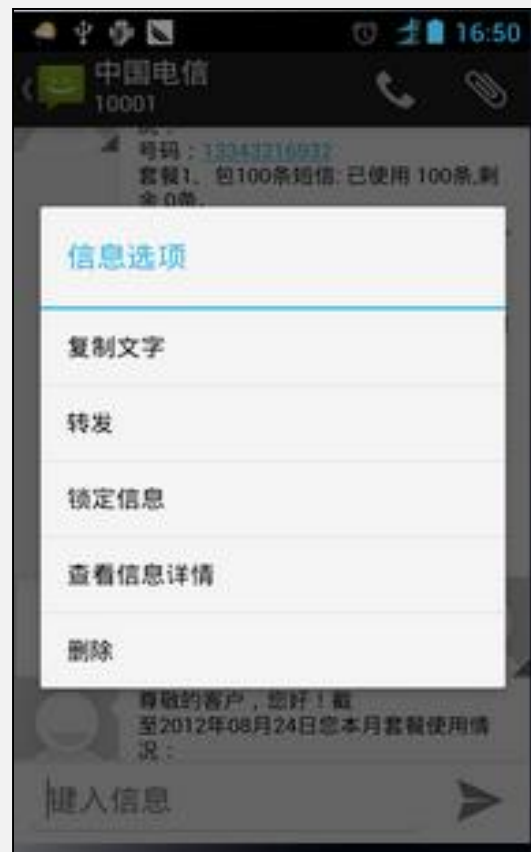 16:50
中国电信
10001
况：
号码：13343216932
套餐1、包100条短信: 已使用 100条,剩
余 0条.
信息选项
复制文字
转发
锁定信息
查看信息详情
删除
尊敬的客户，您好！截
至2012年08月24日您本月套餐使用情
况：
键入信息